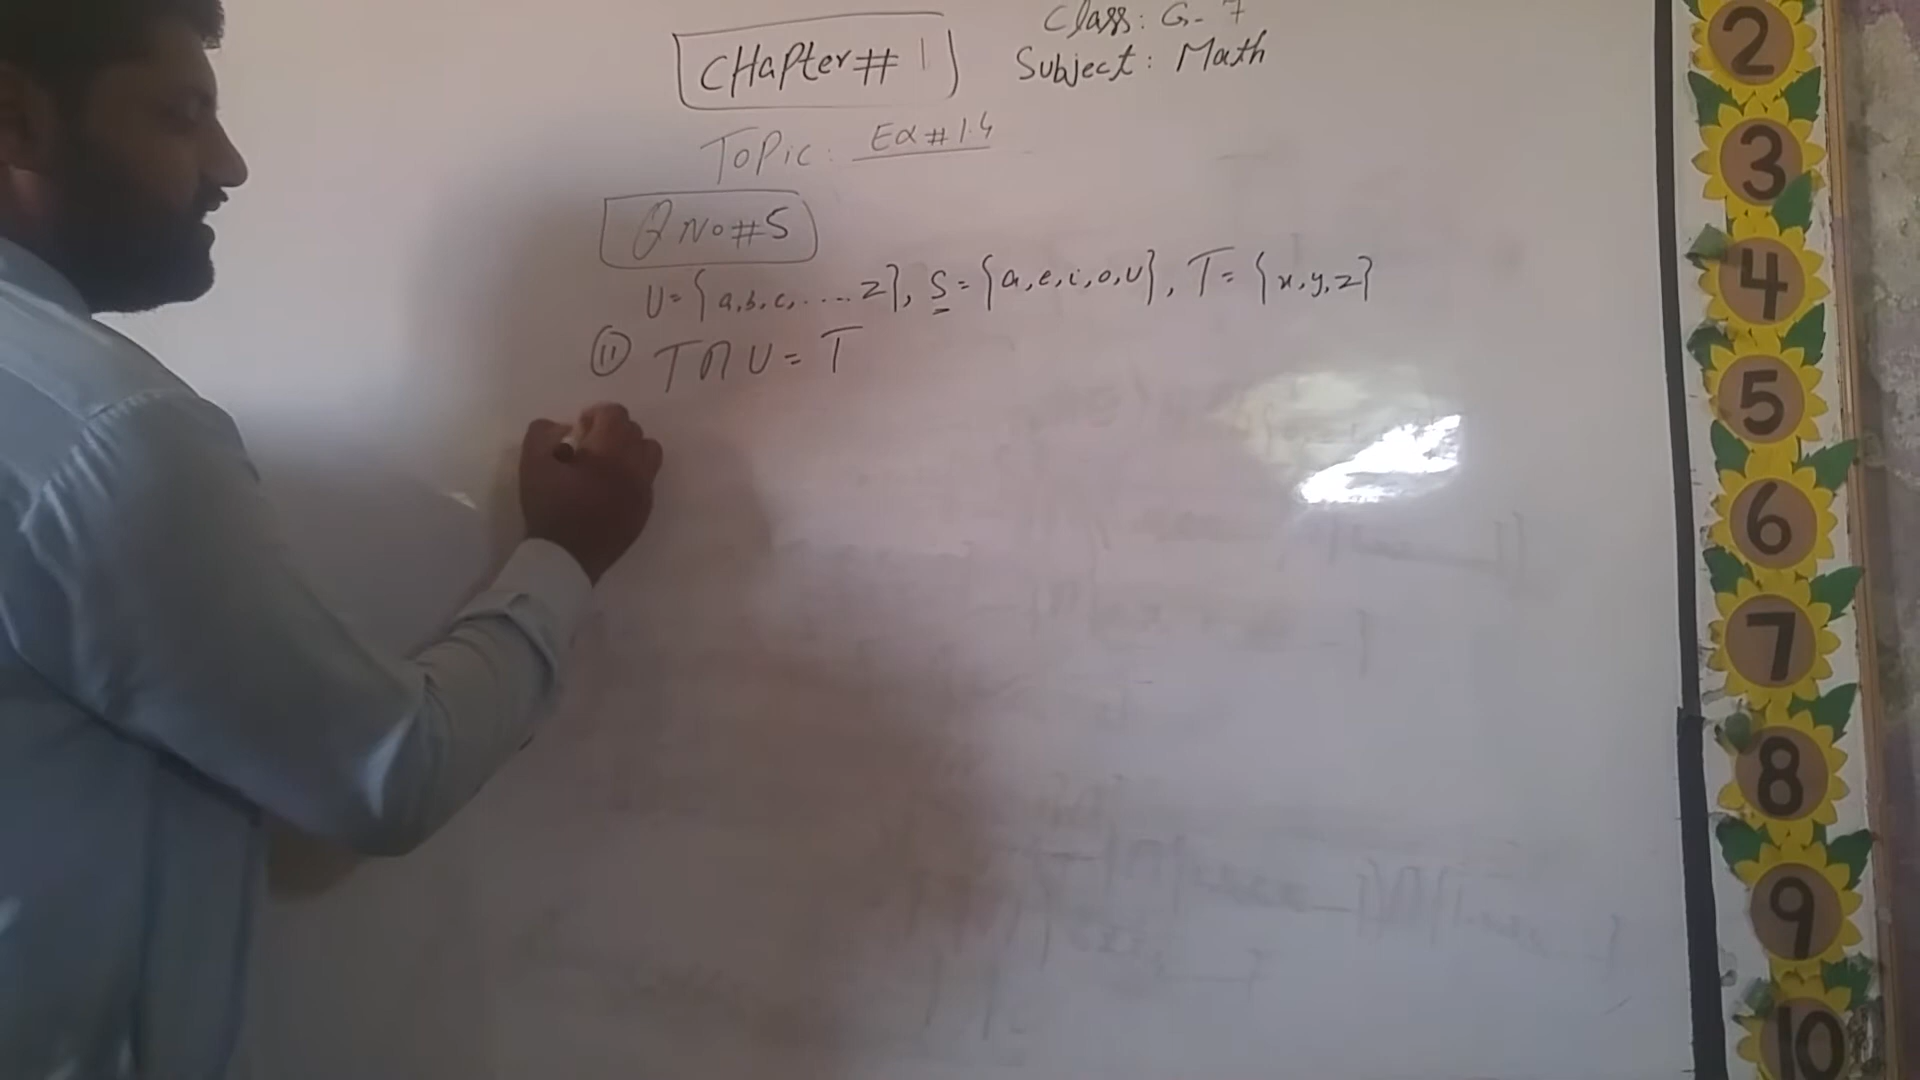 Class: G-7
CHaPter# 1
Subject: Math
ToPic: Ex#1.4
Q No#5
U={a,b,c,....z}, S={a,e,i,o,u}, T={x,y,z}
(ii) T∩U=T
2
3
4
5
6
7
8
9
10